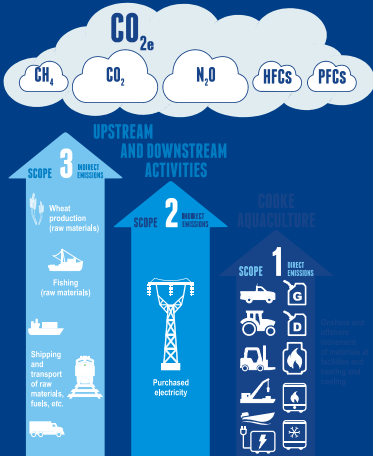 CO2e
CH4
CO2
N2O
HFCs
PFCs
UPSTREAM
AND DOWNSTREAM
ACTIVITIES
SCOPE 3 INDIRECT
EMISSIONS
Wheat
production
(raw materials)
Fishing
(raw materials)
Shipping
and
transport
of raw
materials,
fuels, etc.
SCOPE 2 INDIRECT
EMISSIONS
Purchased
electricity
COOKE
AQUACULTURE
SCOPE 1 DIRECT
EMISSIONS
G
D